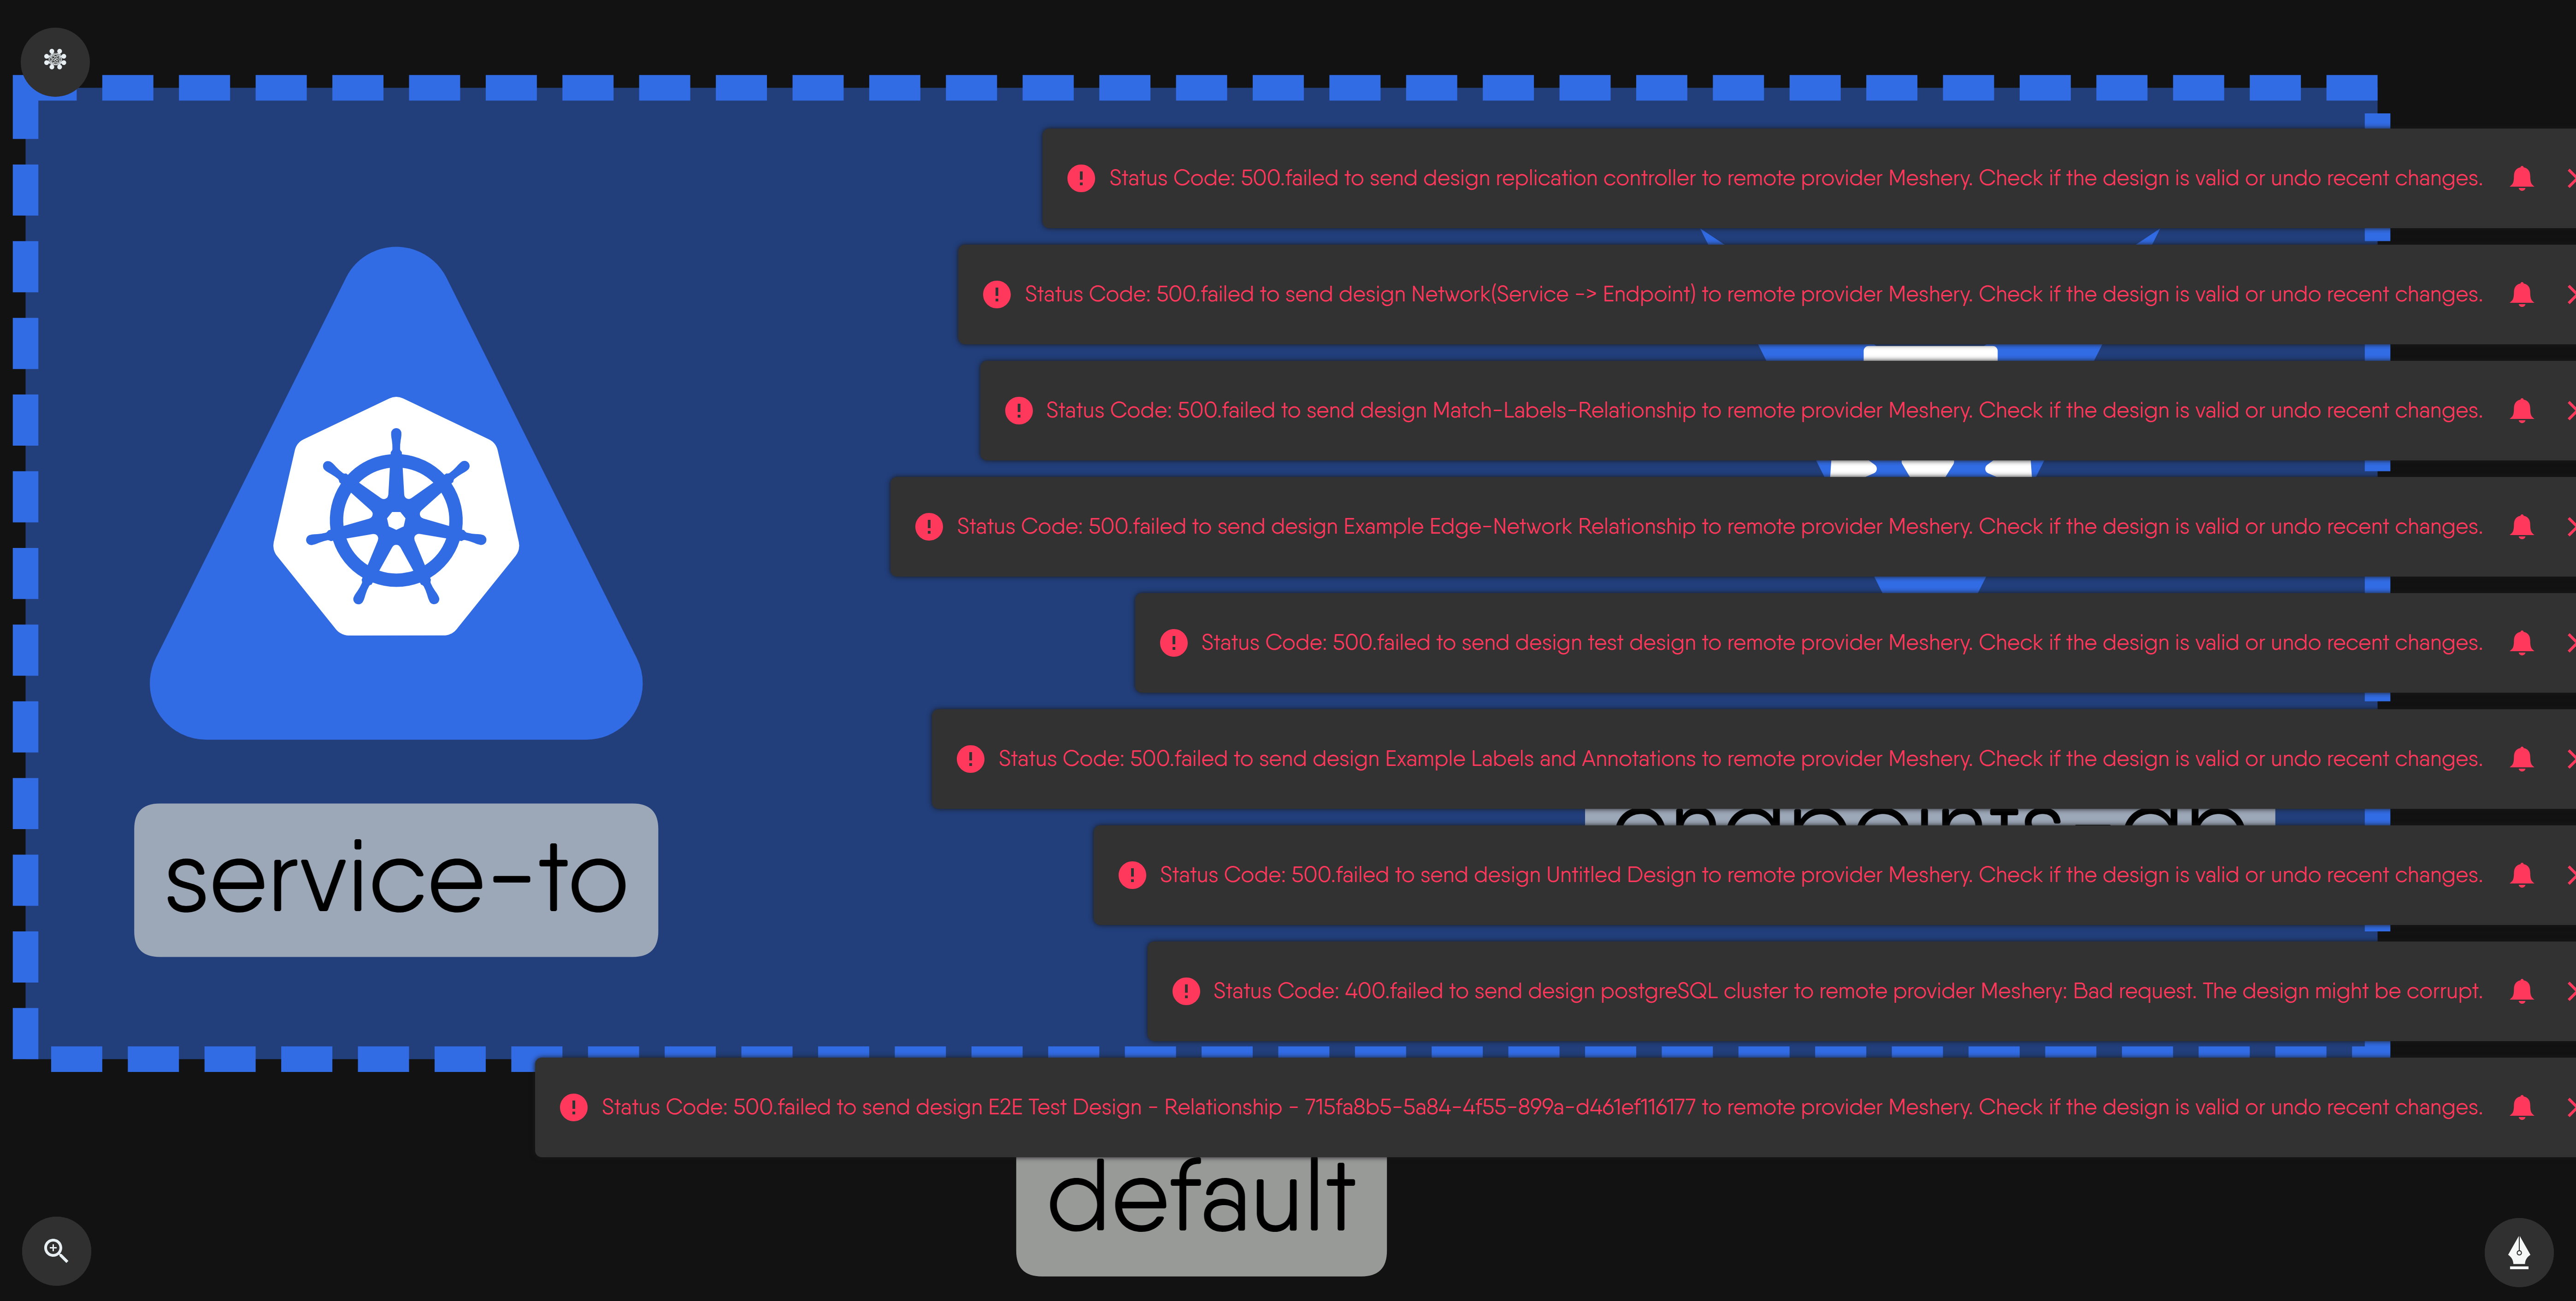 Status Code: 500.failed to send design replication controller to remote provider Meshery. Check if the design is valid or undo recent changes.
Status Code: 500.failed to send design Network(Service -> Endpoint) to remote provider Meshery. Check if the design is valid or undo recent changes.
Status Code: 500.failed to send design Match-Labels-Relationship to remote provider Meshery. Check if the design is valid or undo recent changes.
Status Code: 500.failed to send design Example Edge-Network Relationship to remote provider Meshery. Check if the design is valid or undo recent changes.
Status Code: 500.failed to send design test design to remote provider Meshery. Check if the design is valid or undo recent changes.
Status Code: 500.failed to send design Example Labels and Annotations to remote provider Meshery. Check if the design is valid or undo recent changes.
service-to
Status Code: 500.failed to send design Untitled Design to remote provider Meshery. Check if the design is valid or undo recent changes.
Status Code: 400.failed to send design postgreSQL cluster to remote provider Meshery: Bad request. The design might be corrupt.
Status Code: 500.failed to send design E2E Test Design - Relationship - 715fa8b5-5a84-4f55-899a-d461ef116177 to remote provider Meshery. Check if the design is valid or undo recent changes.
default